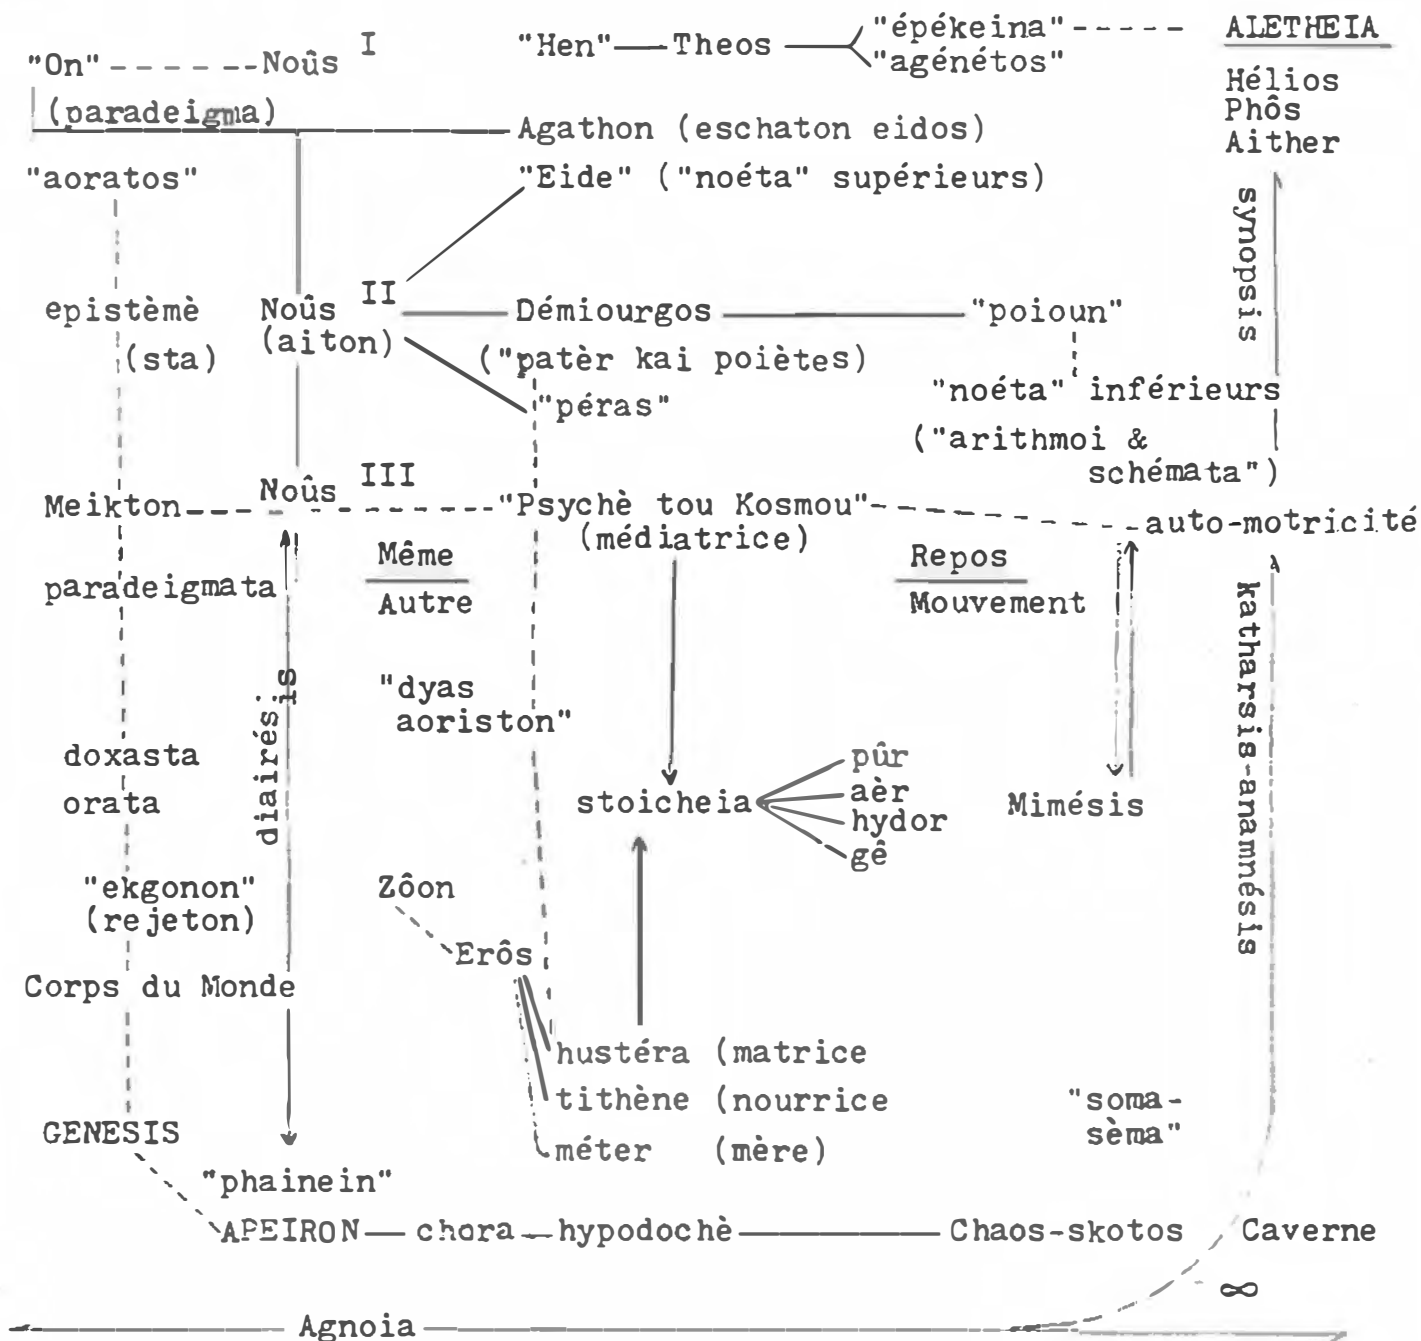 "On" Noûs I "Hen" Theos "épékeina" ALETHEIA
"agénétos"
(paradeigma)
Hélios
Phôs
Aither
Agathon (eschaton eidos)
"aoratos" "Eide" ("noéta" supérieurs)
synopsis
epistèmè Noûs II Démiourgos "poioun"
(sta) (aiton) ("patèr kai poiètes)
"péras" "noéta" inférieurs
("arithmoi &
schémata")
Meikton Noûs III "Psychè tou Kosmou" auto-motricité
(médiatrice)
paradeigmata Même Repos
Autre Mouvement
katharsis-anamnésis
diairésis
"dyas
aoriston"
doxasta
orata
stoicheia pûr
aèr
hydor
gê
Mimésis
"ekgonon"
(rejeton)
Zôon
Erôs
Corps du Monde
hustéra (matrice
tithène (nourrice
méter (mère)
"soma-
sèma"
GENESIS
"phainein"
APEIRON chora hypodochè Chaos-skotos Caverne
∞
Agnoia